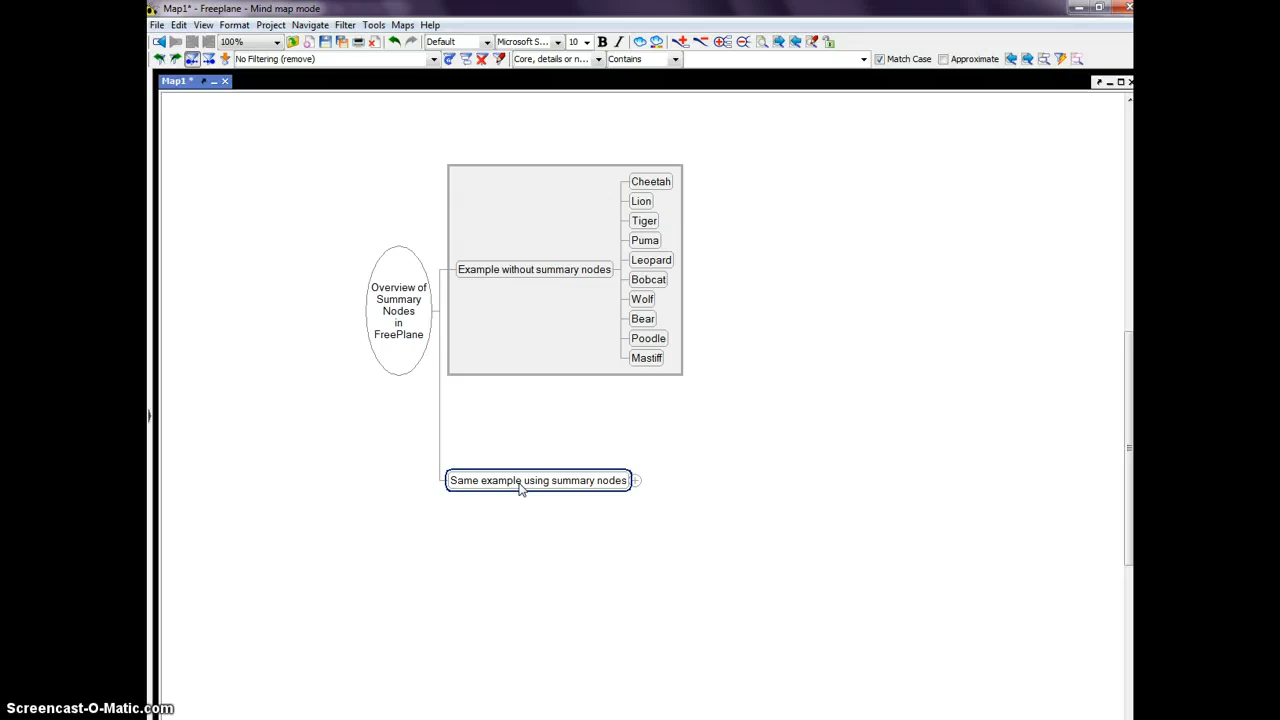 Map1* - Freeplane - Mind map mode
File Edit View Format Project Navigate Filter Tools Maps Help
100% Default Microsoft S... 10 B I
No Filtering (remove) Core, details or n... Contains Match Case Approximate
Map1 *
Cheetah
Lion
Tiger
Puma
Leopard
Bobcat
Wolf
Bear
Poodle
Mastiff
Example without summary nodes
Overview of
Summary
Nodes
in
FreePlane
Same example using summary nodes
Screencast-O-Matic.com